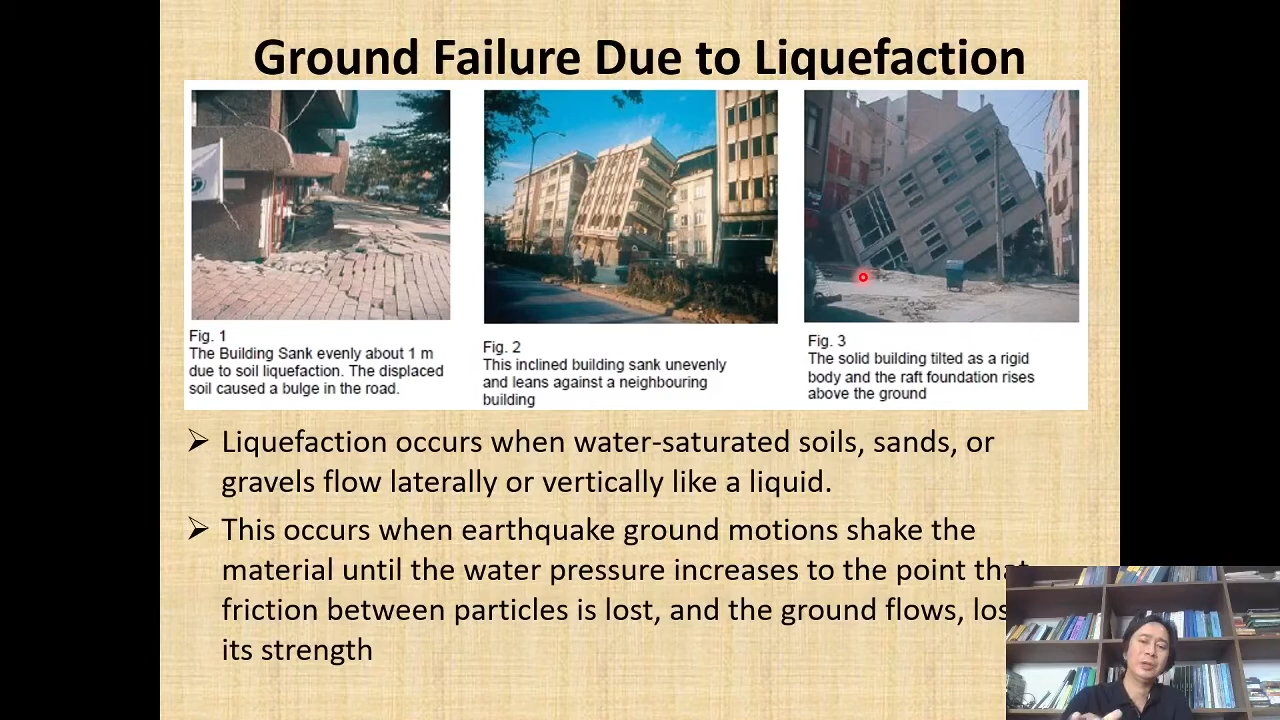 Ground Failure Due to Liquefaction
Fig. 1
The Building Sank evenly about 1 m
due to soil liquefaction. The displaced
soil caused a bulge in the road.
Fig. 2
This inclined building sank unevenly
and leans against a neighbouring
building
Fig. 3
The solid building tilted as a rigid
body and the raft foundation rises
above the ground
➢ Liquefaction occurs when water-saturated soils, sands, or
gravels flow laterally or vertically like a liquid.
➢ This occurs when earthquake ground motions shake the
material until the water pressure increases to the point that
friction between particles is lost, and the ground flows,
its strength